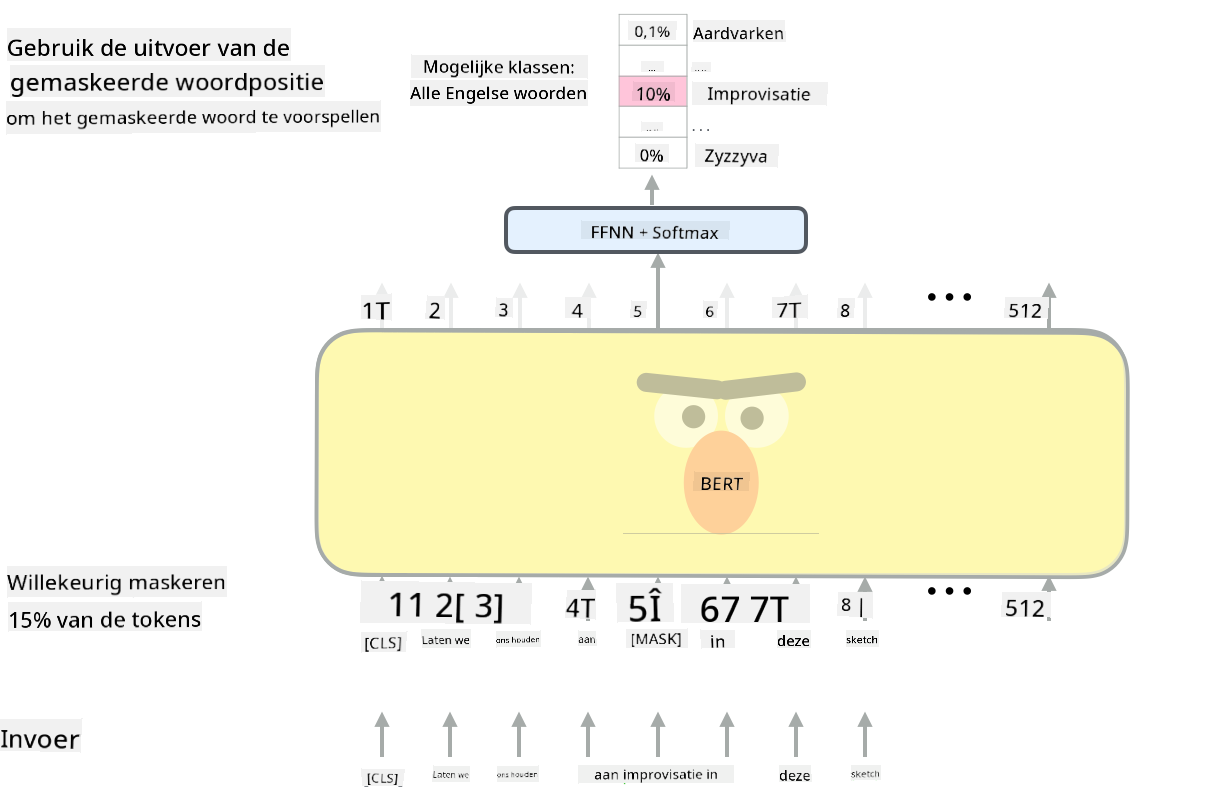 Gebruik de uitvoer van de
gemaskeerde woordpositie
om het gemaskeerde woord te voorspellen
Mogelijke klassen:
Alle Engelse woorden
0,1% Aardvarken
... ....
10% Improvisatie
.... ...
0% Zyzzyva
FFNN + Softmax
1T 2 3 4 5 6 7T 8 ... 512
BERT
Willekeurig maskeren
15% van de tokens
11 2[ 3] 4T 5Î 67 7T 8 | ... 512
[CLS] Laten we ons houden aan [MASK] in deze sketch
Invoer
[CLS] Laten we ons houden aan improvisatie in deze sketch